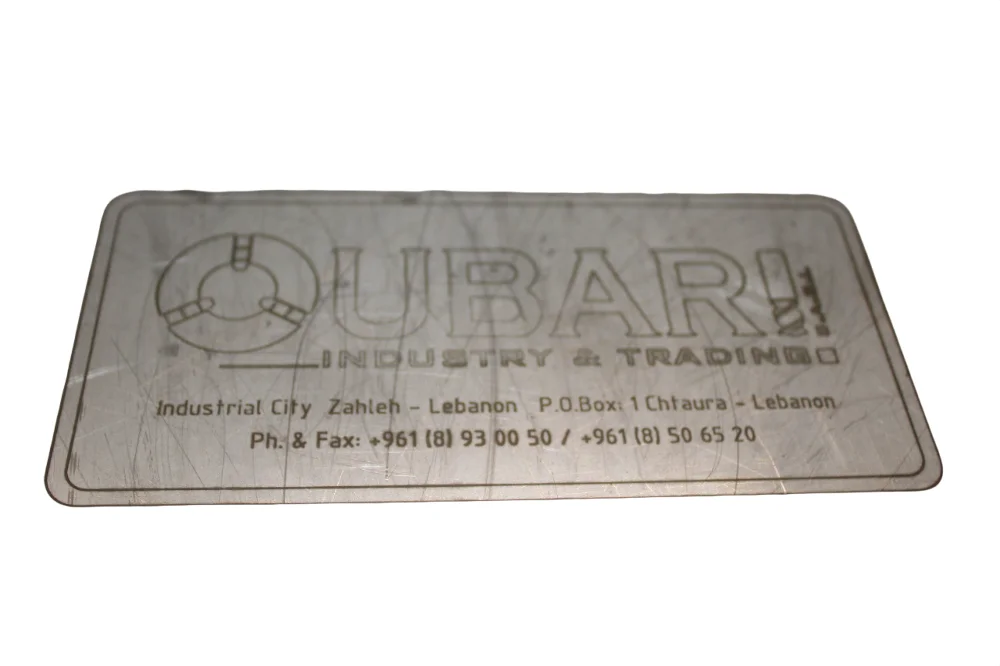 QUBARI S.A.R.L
INDUSTRY & TRADING
Industrial City Zahleh - Lebanon P.O.Box: 1 Chtaura - Lebanon
Ph. & Fax: +961 (8) 93 00 50 / +961 (8) 50 65 20